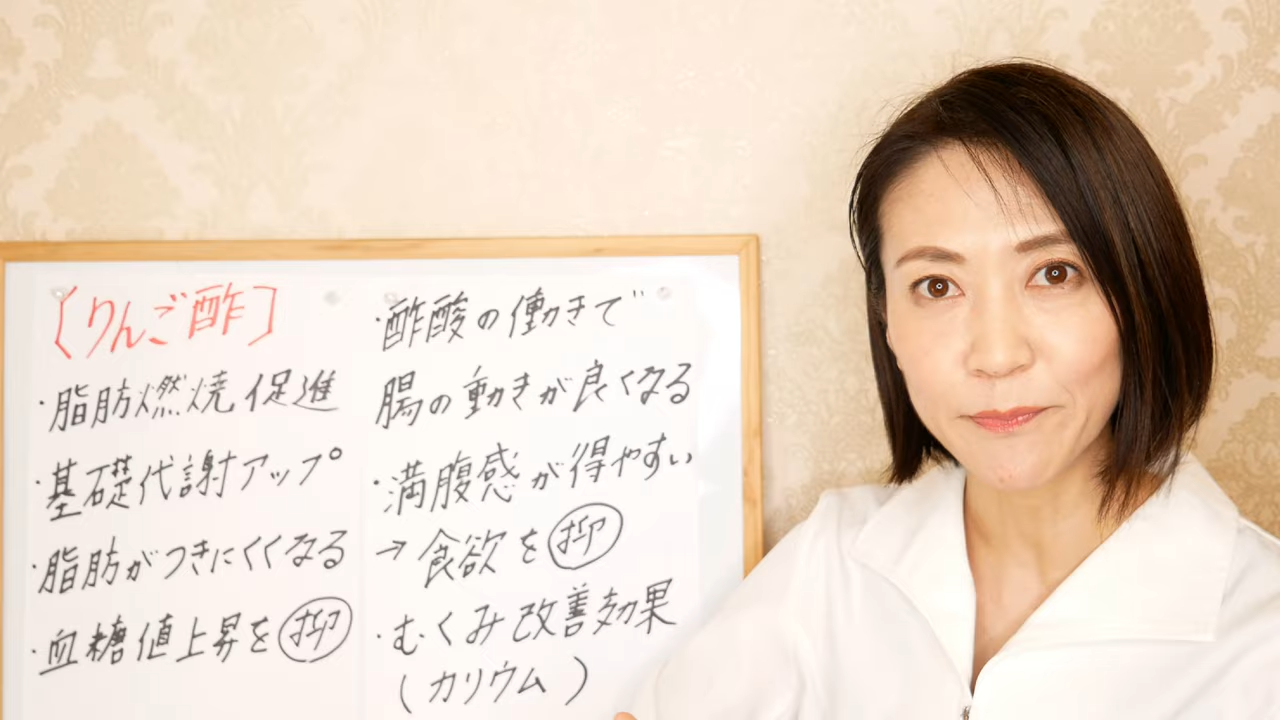 [りんご酢]
・脂肪燃焼促進
・基礎代謝アップ
・脂肪がつきにくくなる
・血糖値上昇を抑
・酢酸の働きで
腸の動きが良くなる
・満腹感が得やすい
→食欲を抑
・むくみ改善効果
(カリウム)